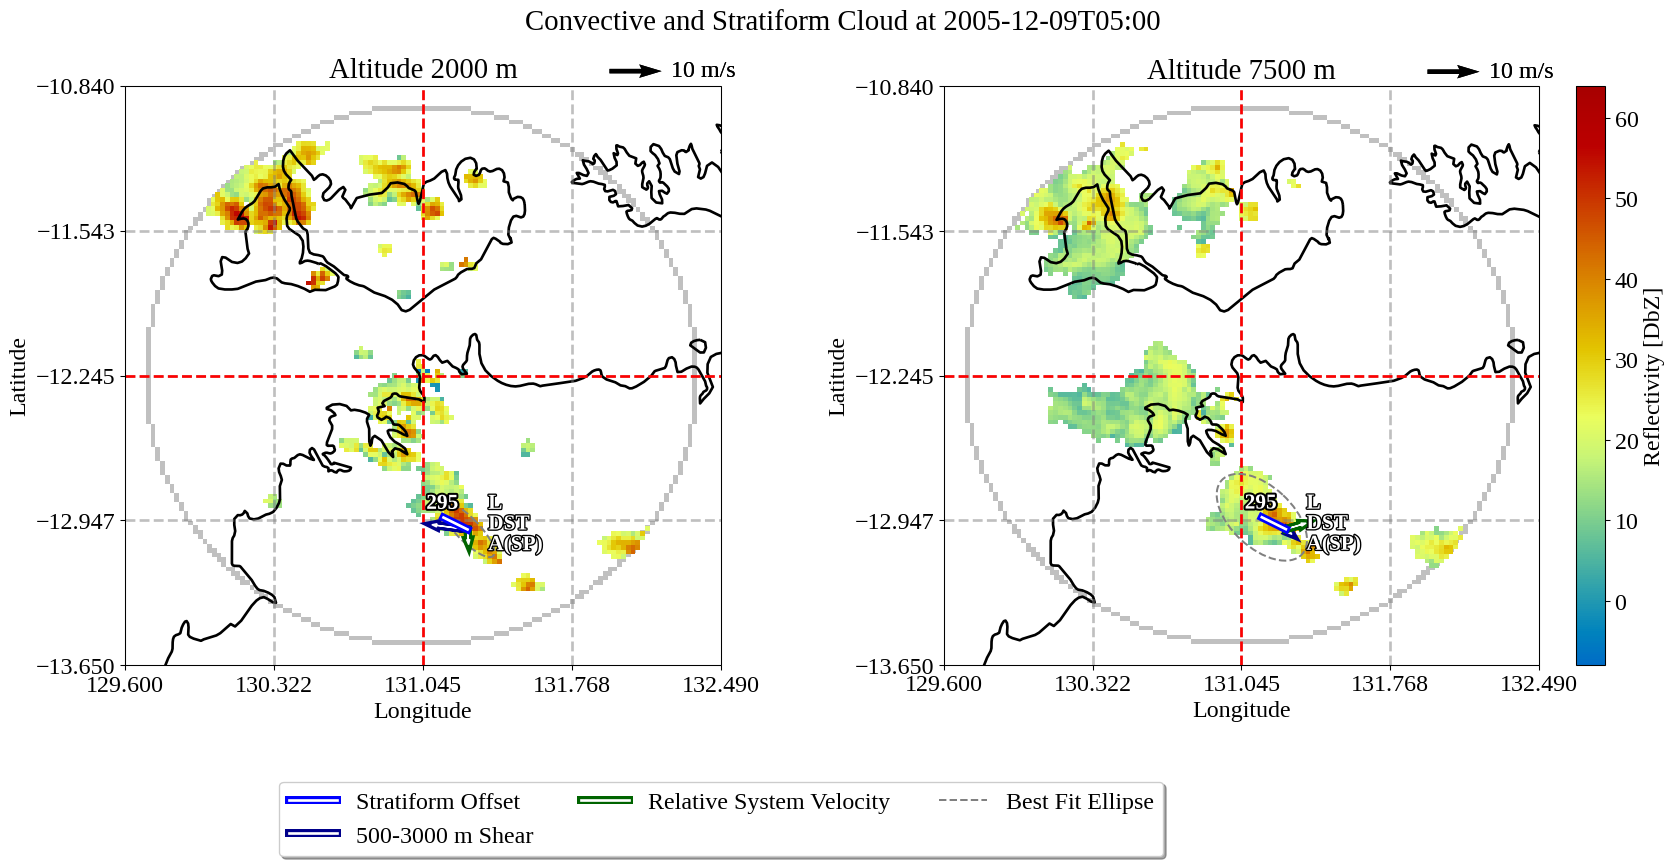 Convective and Stratiform Cloud at 2005-12-09T05:00
Altitude 2000 m
10 m/s
−10.840
−11.543
−12.245
−12.947
−13.650
Latitude
295
L
DST
A(SP)
129.600
130.322
131.045
131.768
132.490
Longitude
Altitude 7500 m
10 m/s
−10.840
−11.543
−12.245
−12.947
−13.650
Latitude
295
L
DST
A(SP)
129.600
130.322
131.045
131.768
132.490
Longitude
60
50
40
30
20
10
0
Reflectivity [DbZ]
Stratiform Offset
500-3000 m Shear
Relative System Velocity
Best Fit Ellipse